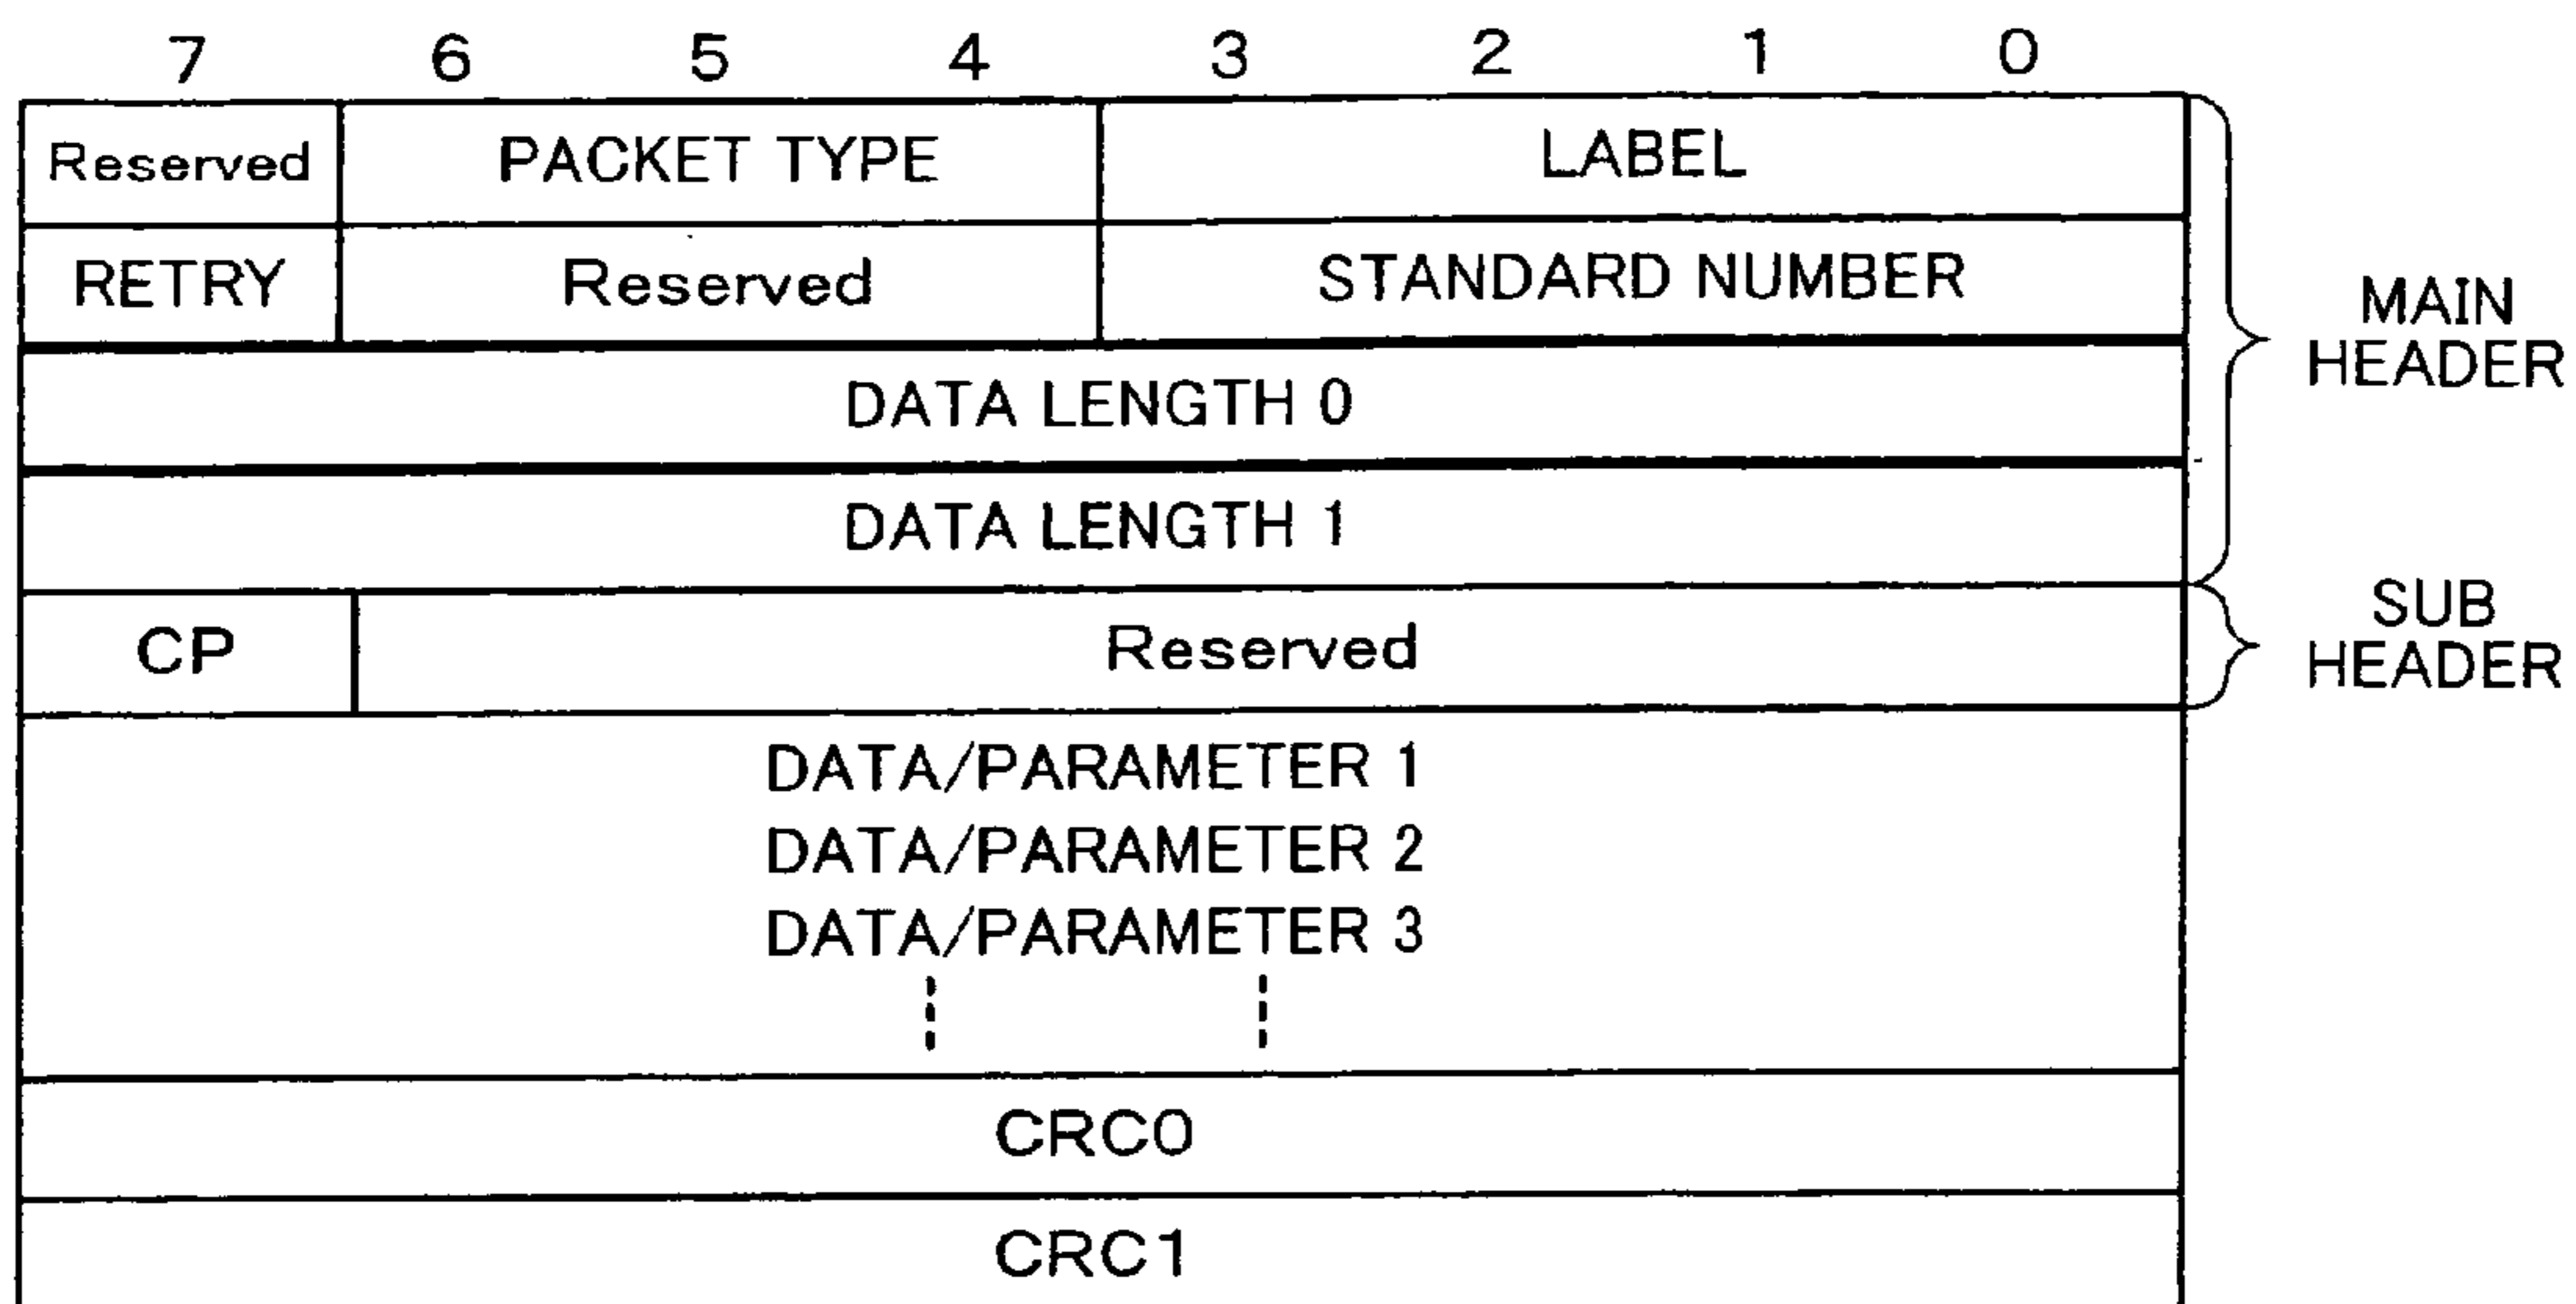 7 6 5 4 3 2 1 0
Reserved PACKET TYPE LABEL
RETRY Reserved STANDARD NUMBER
MAIN
HEADER
DATA LENGTH 0
DATA LENGTH 1
CP Reserved
SUB
HEADER
DATA/PARAMETER 1
DATA/PARAMETER 2
DATA/PARAMETER 3
CRC0
CRC1